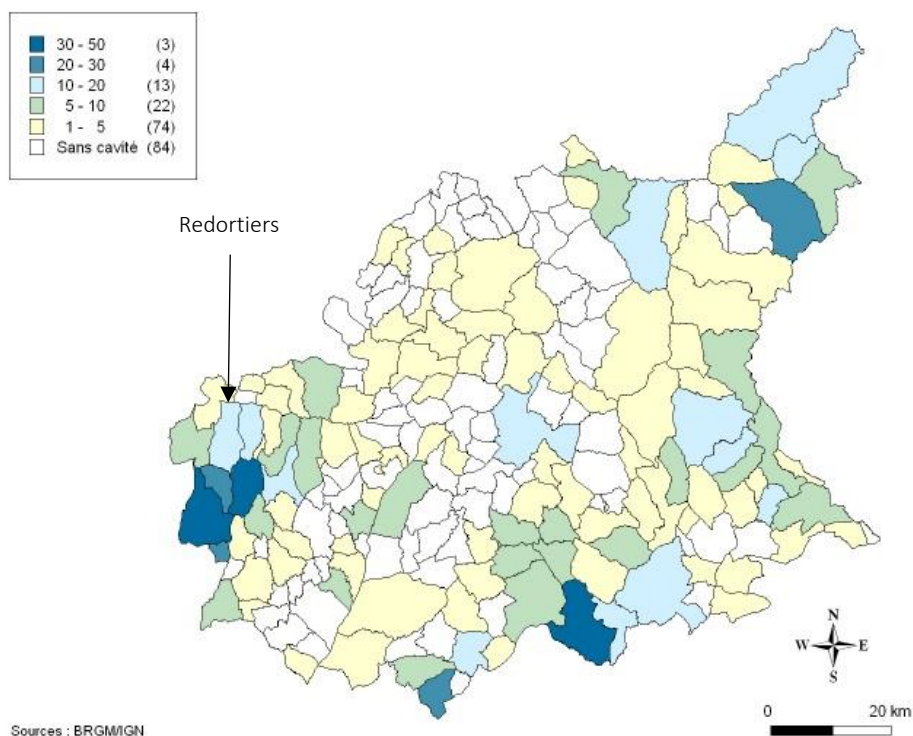 30 - 50 (3)
20 - 30 (4)
10 - 20 (13)
5 - 10 (22)
1 - 5 (74)
Sans cavité (84)
Redortiers
N
W E
S
0 20 km
Sources : BRGM/IGN